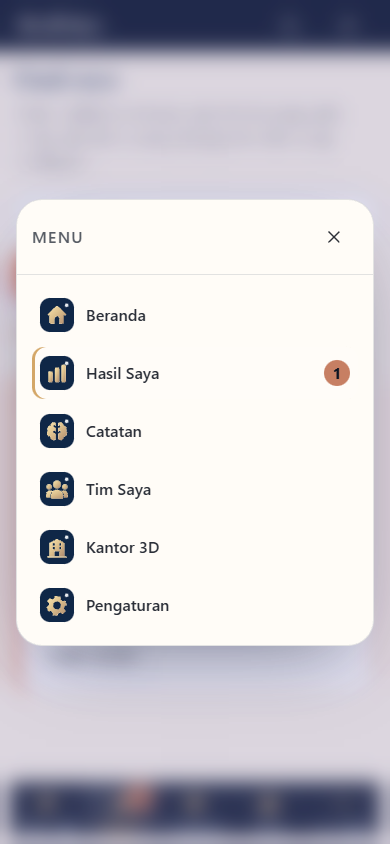 MENU
Beranda
Hasil Saya
1
Catatan
Tim Saya
Kantor 3D
Pengaturan